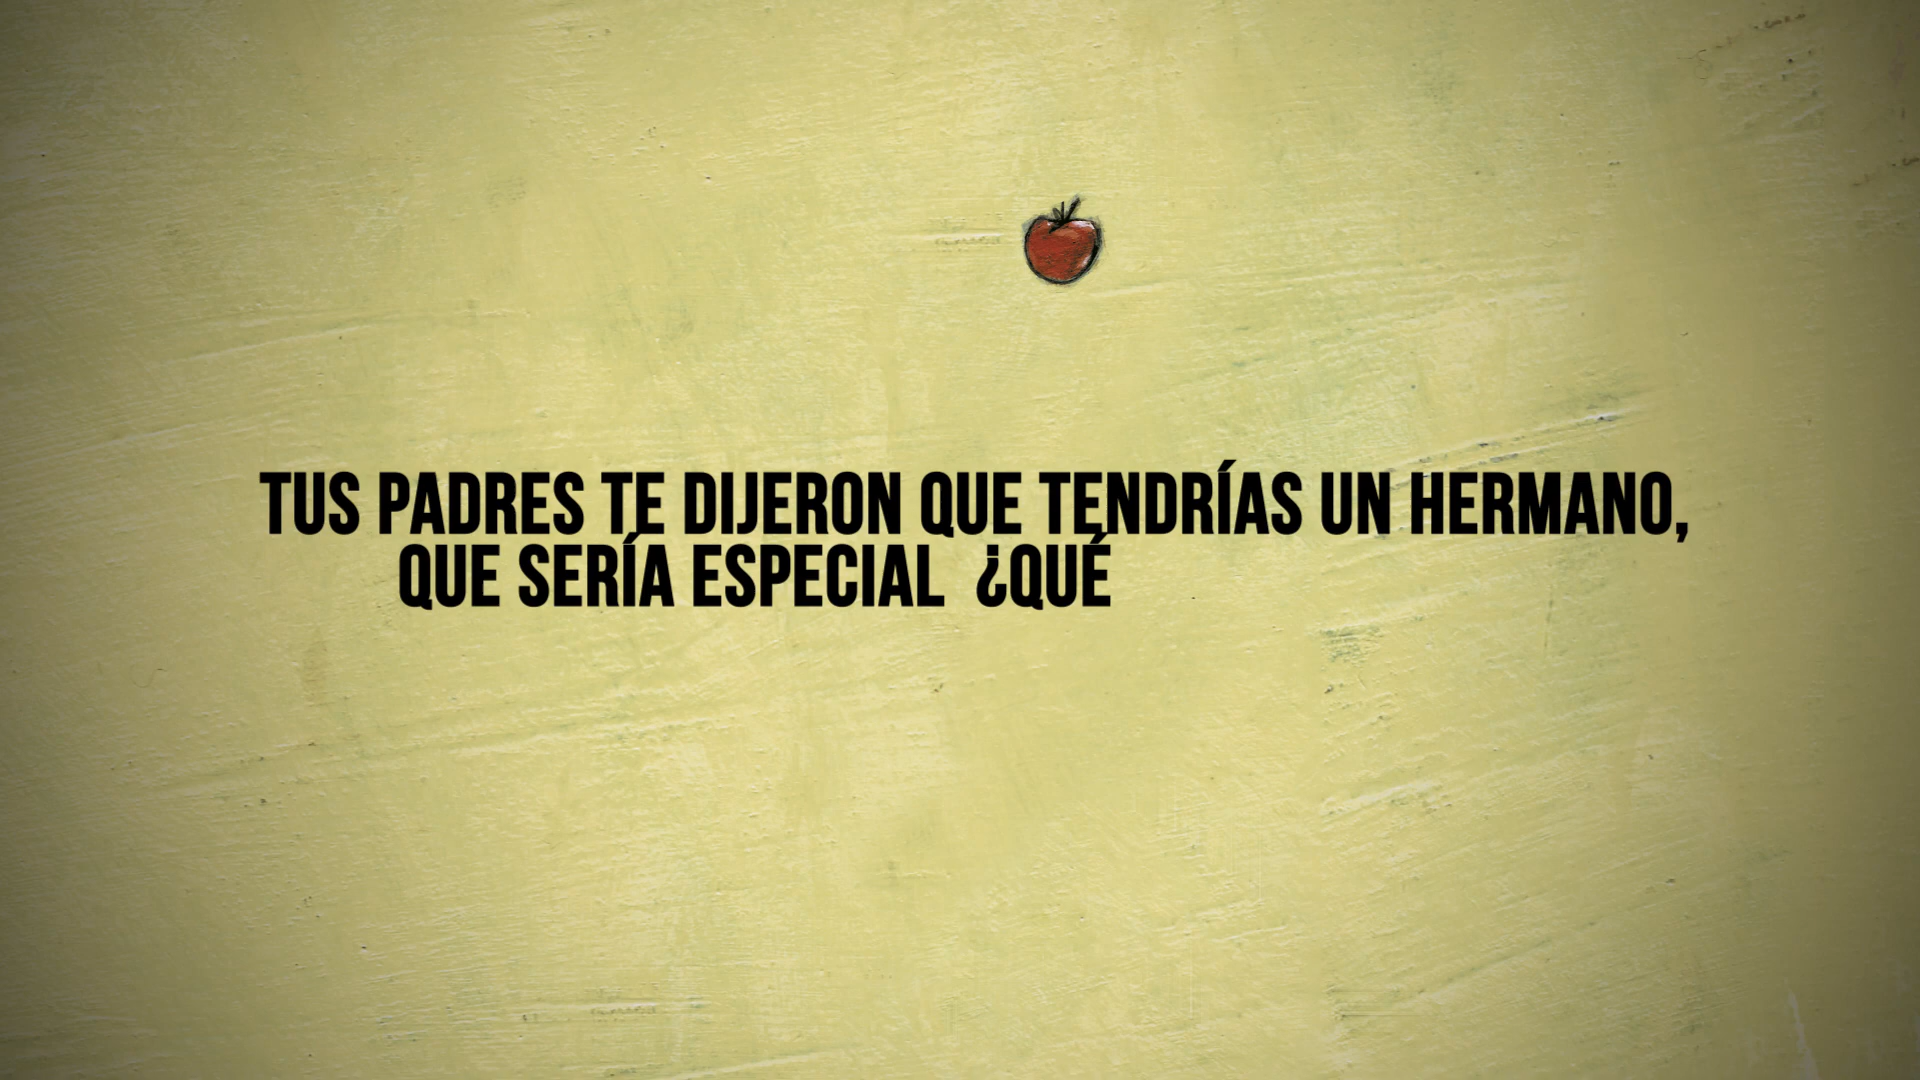 TUS PADRES TE DIJERON QUE TENDRÍAS UN HERMANO,
QUE SERÍA ESPECIAL ¿QUÉ